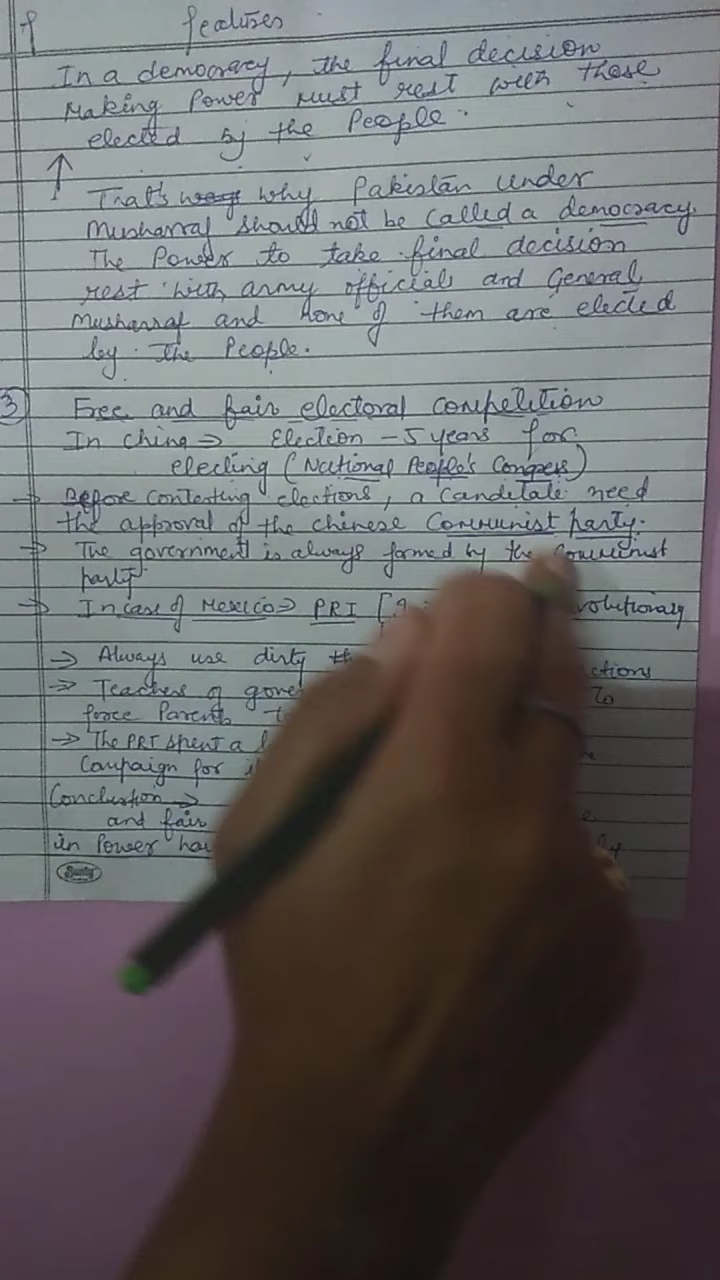 features
In a democracy, the final decision
Making Power must rest with those
elected by the People.
That's why Pakistan under
Musharraf should not be called a democracy.
The Power to take final decision
rest with army officials and General
Musharraf and none of them are elected
by the People.
3 Free and fair electoral competition
In China ⇒ Election - 5 years for
electing (National People's Congress)
→ Before contesting elections, a Canditate need
the approval of the chinese Communist party.
⇒ The government is always formed by the Communist
party
⇒ In case of Mexico ⇒ PRI [
⇒ Always use dirty
⇒ Teachers of To
force Parents
→ The PRI spent a
Campaign for
Conclusion →
and fair
in Power